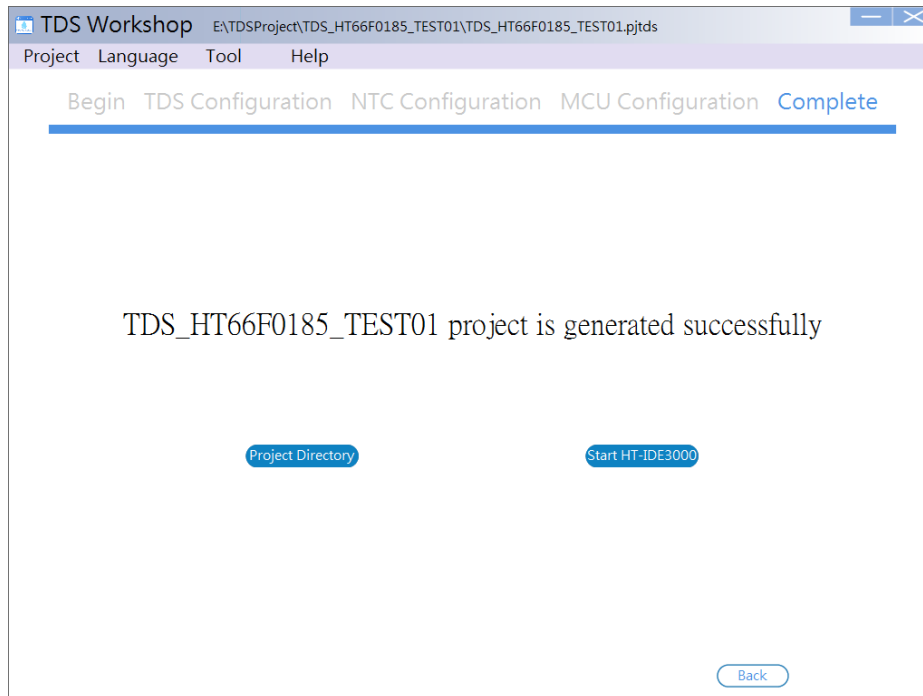 TDS Workshop E:\TDSProject\TDS_HT66F0185_TEST01\TDS_HT66F0185_TEST01.pjtds
Project Language Tool Help
Begin TDS Configuration NTC Configuration MCU Configuration Complete
TDS_HT66F0185_TEST01 project is generated successfully
Project Directory Start HT-IDE3000
Back